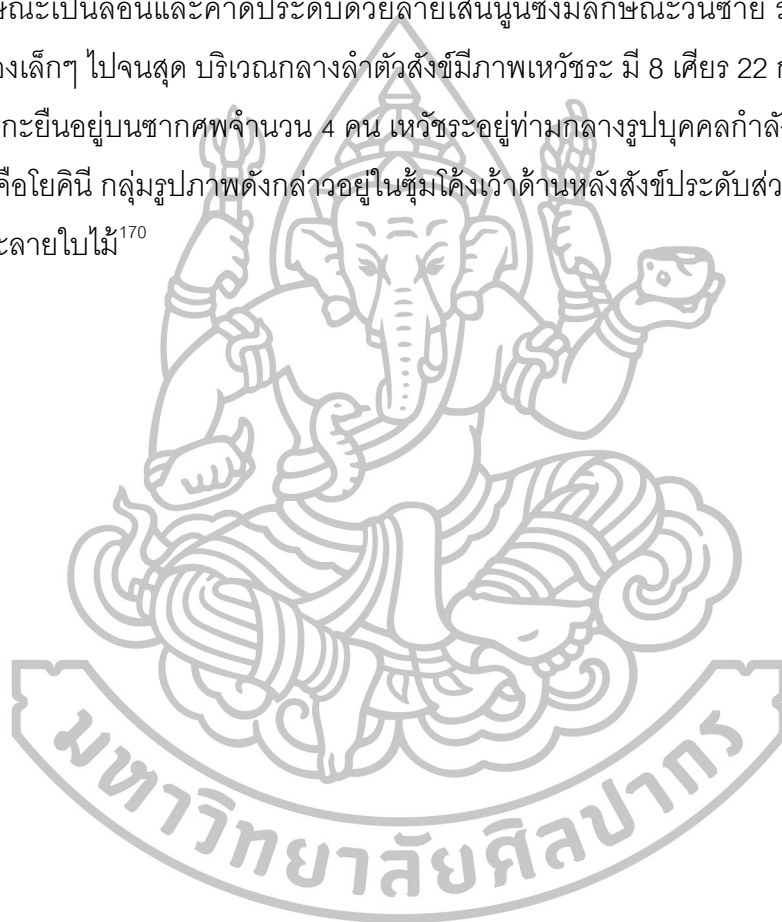 ษณะเป็นลอนและคาดประดับด้วยลายเส้นนูนซึ่งมีลักษณะวนซ้าย
องเล็กๆ ไปจนสุด บริเวณกลางลำตัวสังข์มีภาพเหวัชระ มี 8 เศียร 22
กะยืนอยู่บนซากศพจำนวน 4 คน เหวัชระอยู่ท่ามกลางรูปบุคคลกำลัง
คือโยคินี กลุ่มรูปภาพดังกล่าวอยู่ในซุ้มโค้งเว้าด้านหลังสังข์ประดับส่ว
ะลายใบไม้170
มหาวิทยาลัยศิลปากร